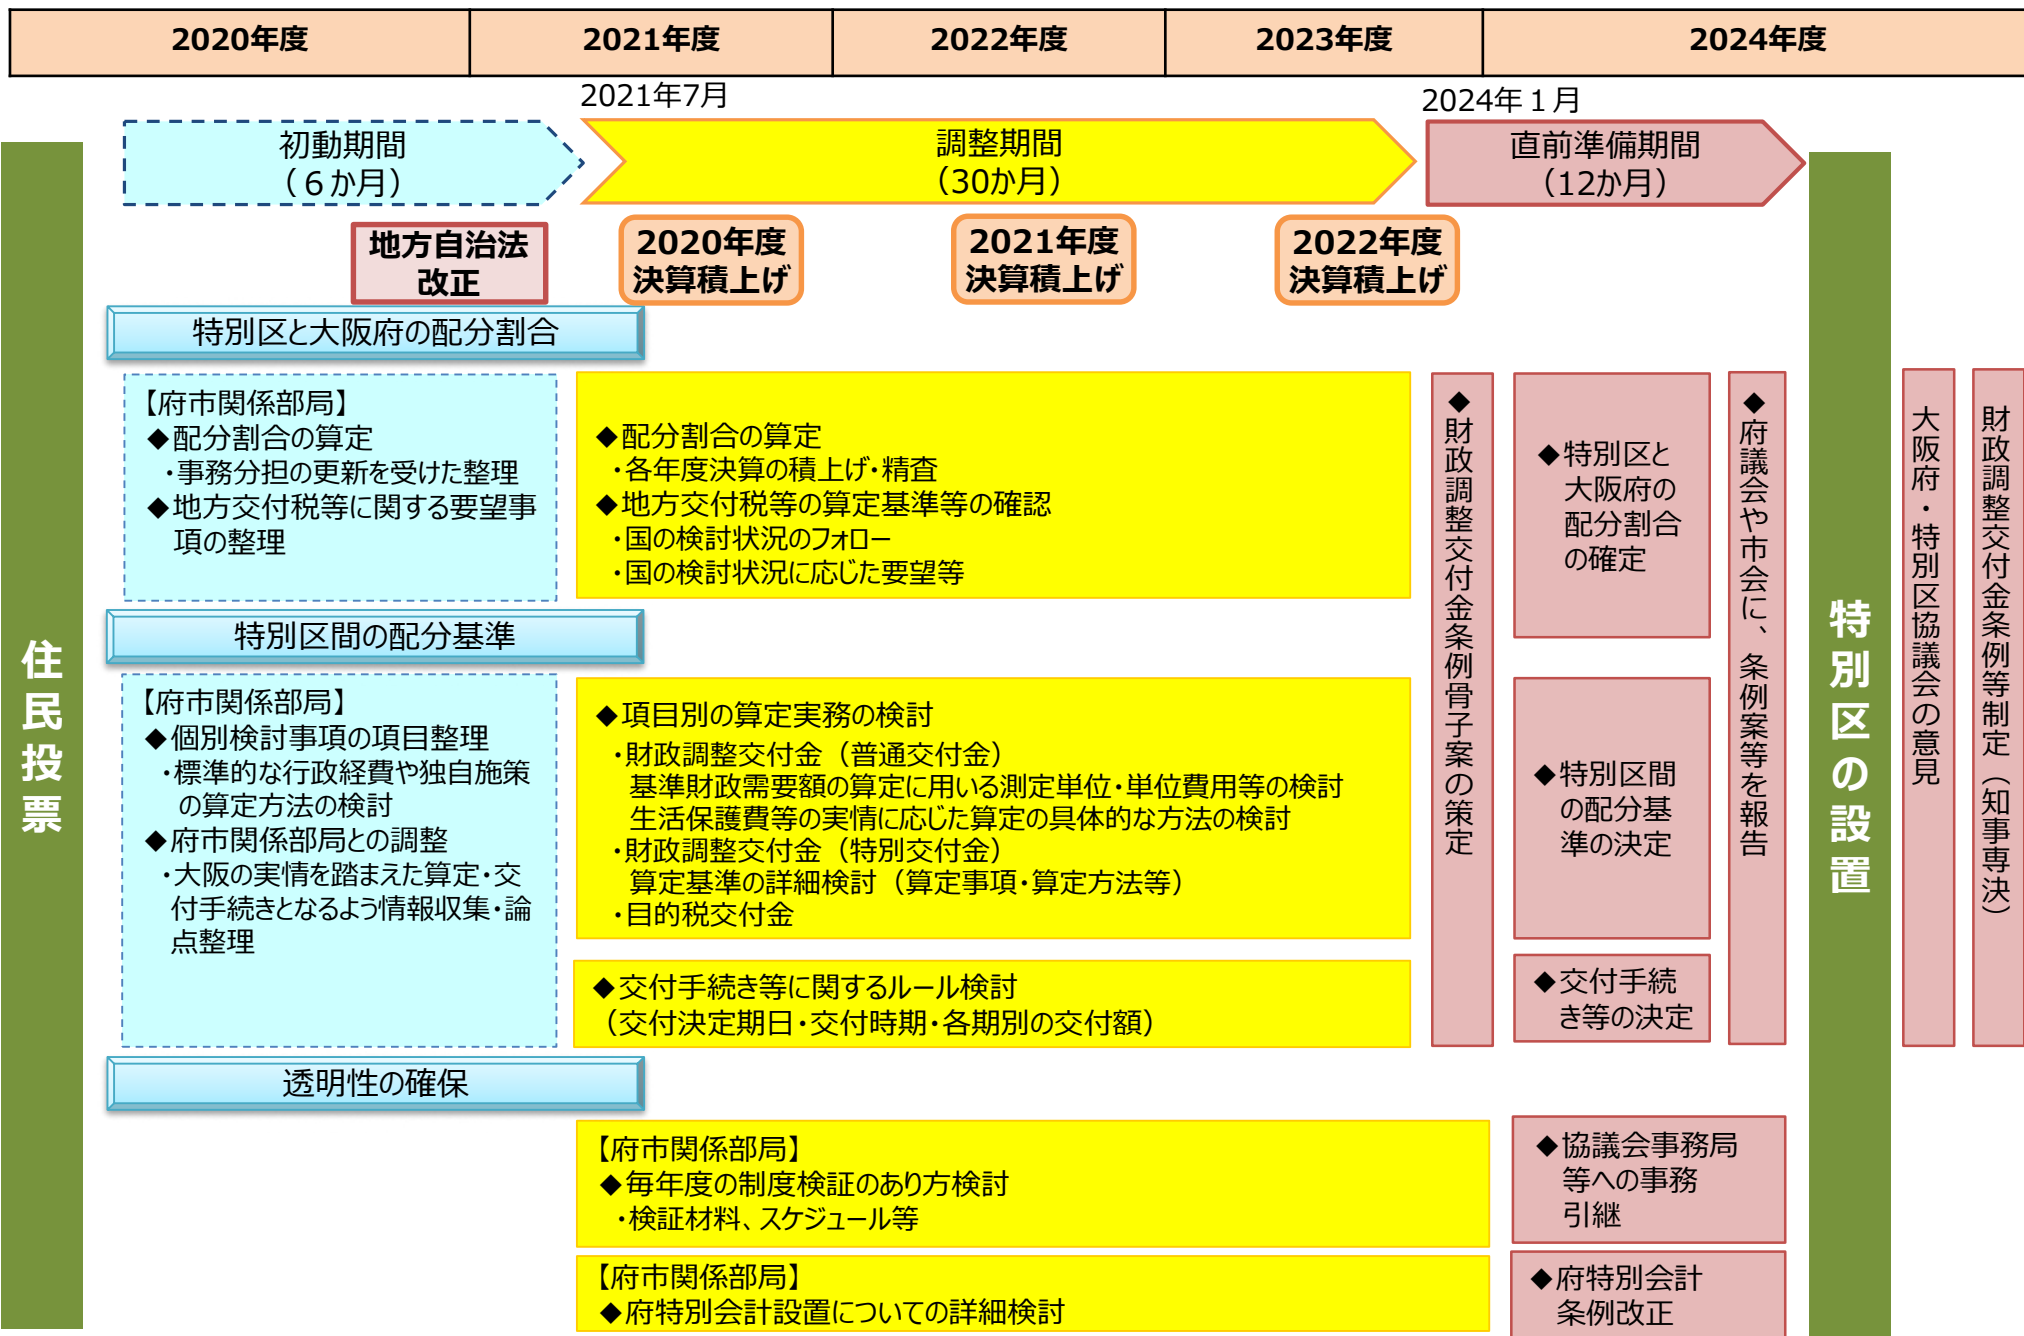 2020年度
2021年度
2022年度
2023年度
2024年度
2021年7月
2024年１月
初動期間
（６か月）
調整期間
（30か月）
直前準備期間
（12か月）
地方自治法
改正
2020年度
決算積上げ
2021年度
決算積上げ
2022年度
決算積上げ
住民投票
特別区と大阪府の配分割合
【府市関係部局】
◆配分割合の算定
・事務分担の更新を受けた整理
◆地方交付税等に関する要望事
項の整理
◆配分割合の算定
・各年度決算の積上げ・精査
◆地方交付税等の算定基準等の確認
・国の検討状況のフォロー
・国の検討状況に応じた要望等
特別区間の配分基準
【府市関係部局】
◆個別検討事項の項目整理
・標準的な行政経費や独自施策
の算定方法の検討
◆府市関係部局との調整
・大阪の実情を踏まえた算定・交
付手続きとなるよう情報収集・論
点整理
◆項目別の算定実務の検討
・財政調整交付金（普通交付金）
基準財政需要額の算定に用いる測定単位・単位費用等の検討
生活保護費等の実情に応じた算定の具体的な方法の検討
・財政調整交付金（特別交付金）
算定基準の詳細検討（算定事項・算定方法等）
・目的税交付金
◆交付手続き等に関するルール検討
（交付決定期日・交付時期・各期別の交付額）
◆財政調整交付金条例骨子案の策定
◆特別区と
大阪府の
配分割合
の確定
◆特別区間
の配分基
準の決定
◆交付手続
き等の決定
◆府議会や市会に、条例案等を報告
透明性の確保
【府市関係部局】
◆毎年度の制度検証のあり方検討
・検証材料、スケジュール等
【府市関係部局】
◆府特別会計設置についての詳細検討
◆協議会事務局
等への事務
引継
◆府特別会計
条例改正
特別区の設置
大阪府・特別区協議会の意見
財政調整交付金条例等制定（知事専決）